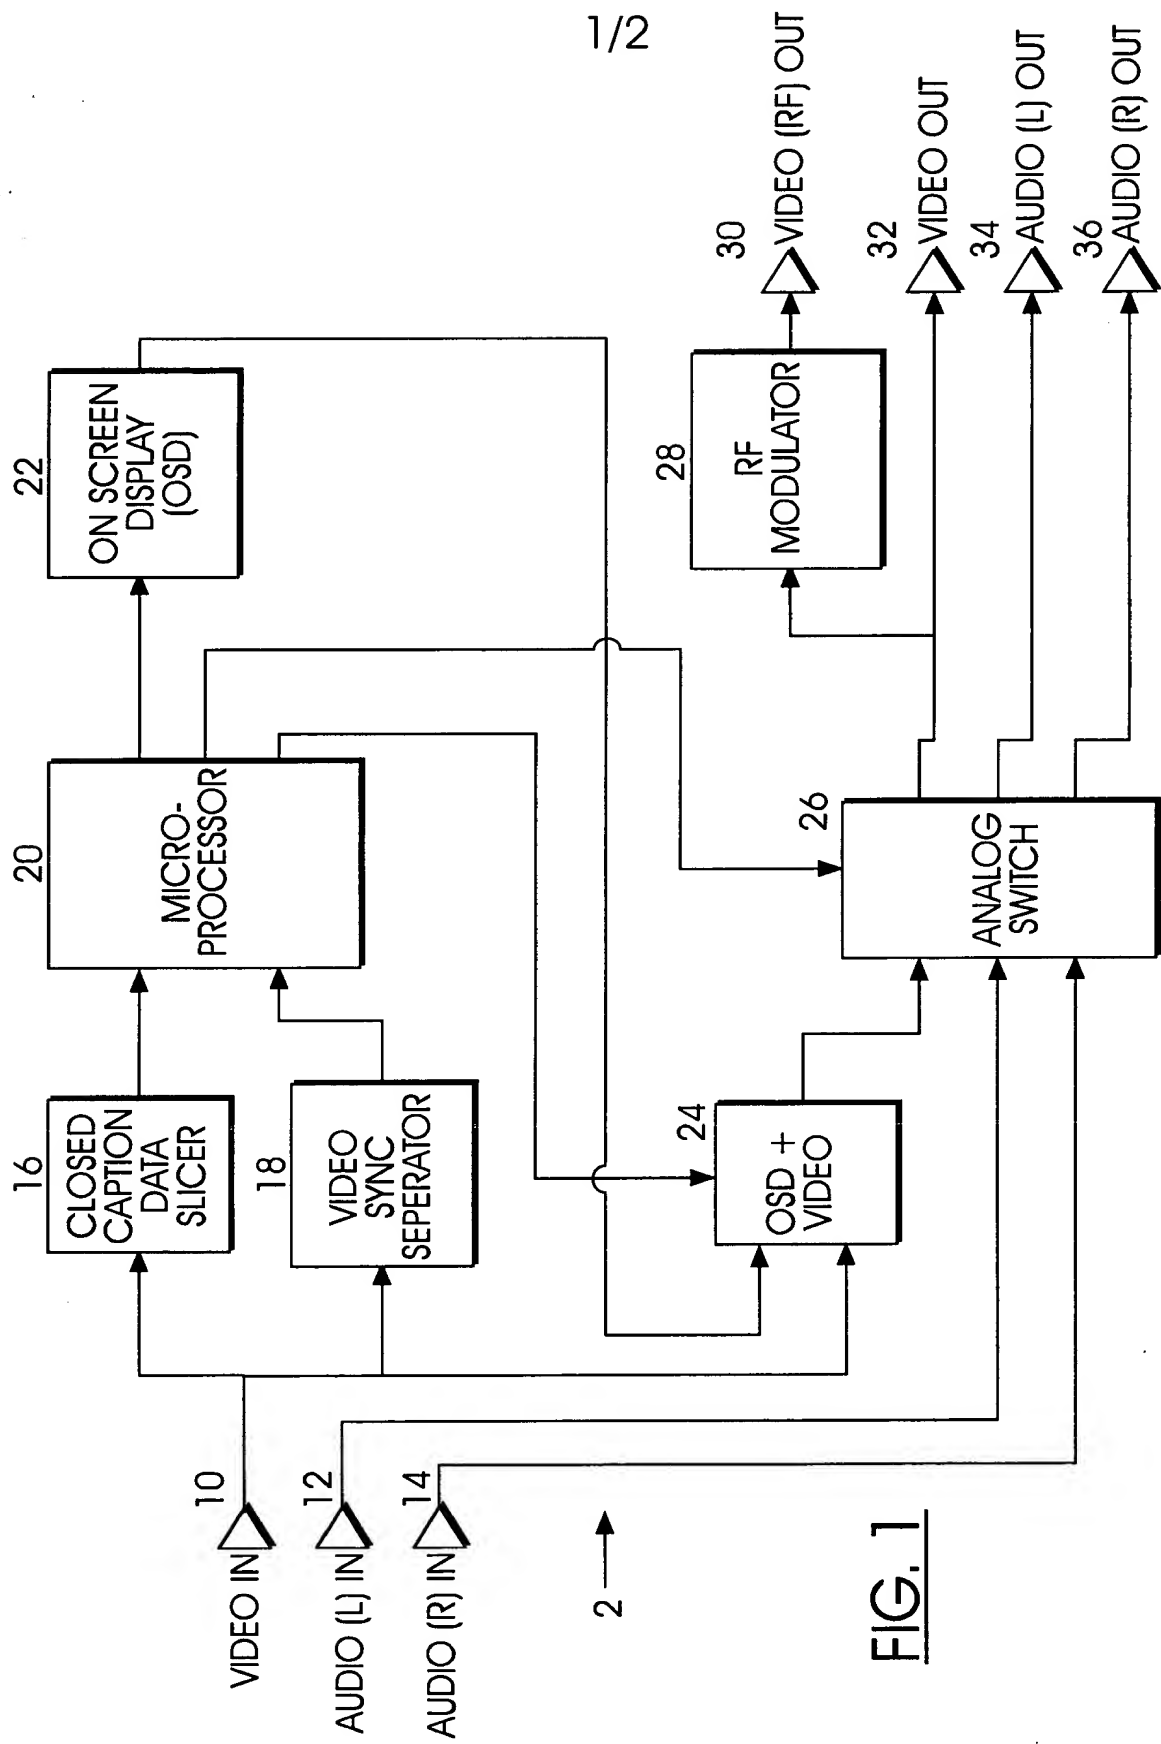 1/2
VIDEO IN
10
AUDIO (L) IN
12
AUDIO (R) IN
14
2
16
CLOSED
CAPTION
DATA
SLICER
18
VIDEO
SYNC
SEPERATOR
20
MICRO-
PROCESSOR
22
ON SCREEN
DISPLAY
(OSD)
24
OSD +
VIDEO
26
ANALOG
SWITCH
28
RF
MODULATOR
30
VIDEO (RF) OUT
32
VIDEO OUT
34
AUDIO (L) OUT
36
AUDIO (R) OUT
FIG. 1